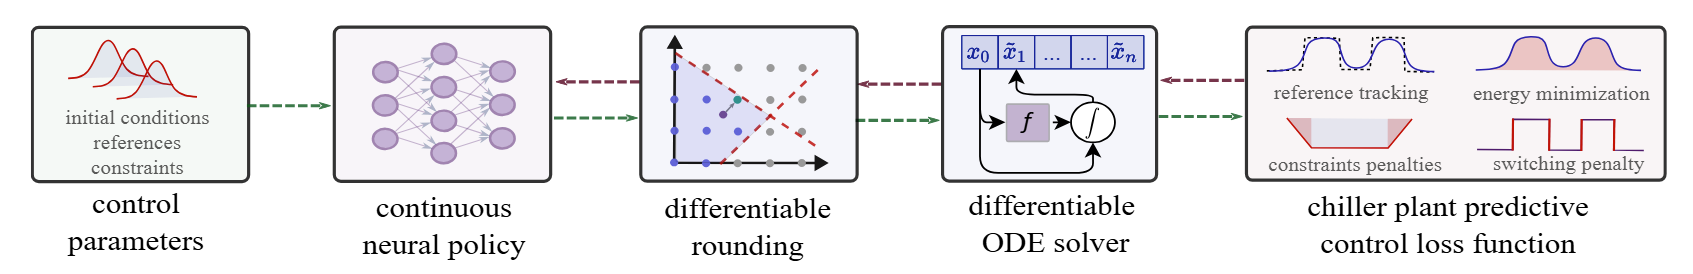 initial conditions
references
constraints
control
parameters
continuous
neural policy
differentiable
rounding
x₀ x̃₁ ... ... x̃ₙ
f ∫
differentiable
ODE solver
reference tracking
energy minimization
constraints penalties
switching penalty
chiller plant predictive
control loss function